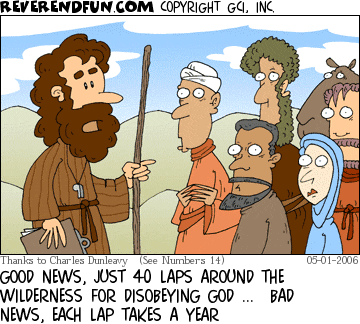 REVERENDFUN.COM COPYRIGHT GCI, INC.
Thanks to Charles Dunleavy (See Numbers 14) 05-01-2006
GOOD NEWS, JUST 40 LAPS AROUND THE
WILDERNESS FOR DISOBEYING GOD ... BAD
NEWS, EACH LAP TAKES A YEAR